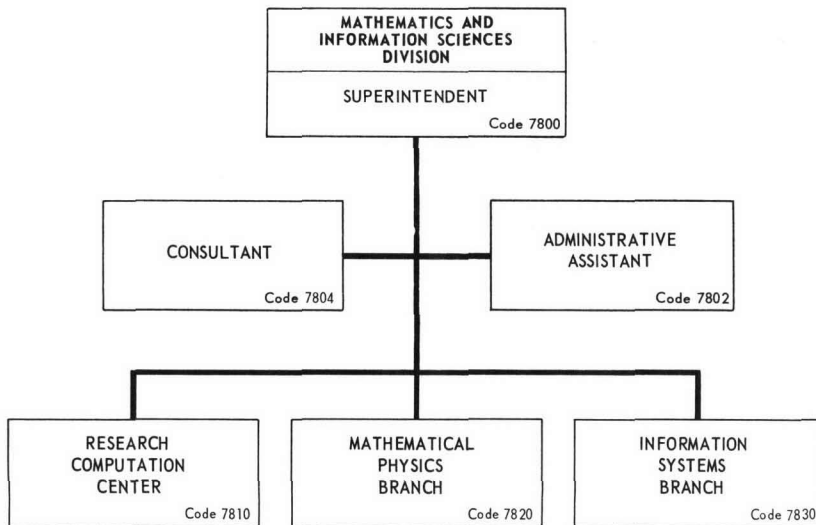 MATHEMATICS AND
INFORMATION SCIENCES
DIVISION
SUPERINTENDENT
Code 7800
CONSULTANT
Code 7804
ADMINISTRATIVE
ASSISTANT
Code 7802
RESEARCH
COMPUTATION
CENTER
Code 7810
MATHEMATICAL
PHYSICS
BRANCH
Code 7820
INFORMATION
SYSTEMS
BRANCH
Code 7830